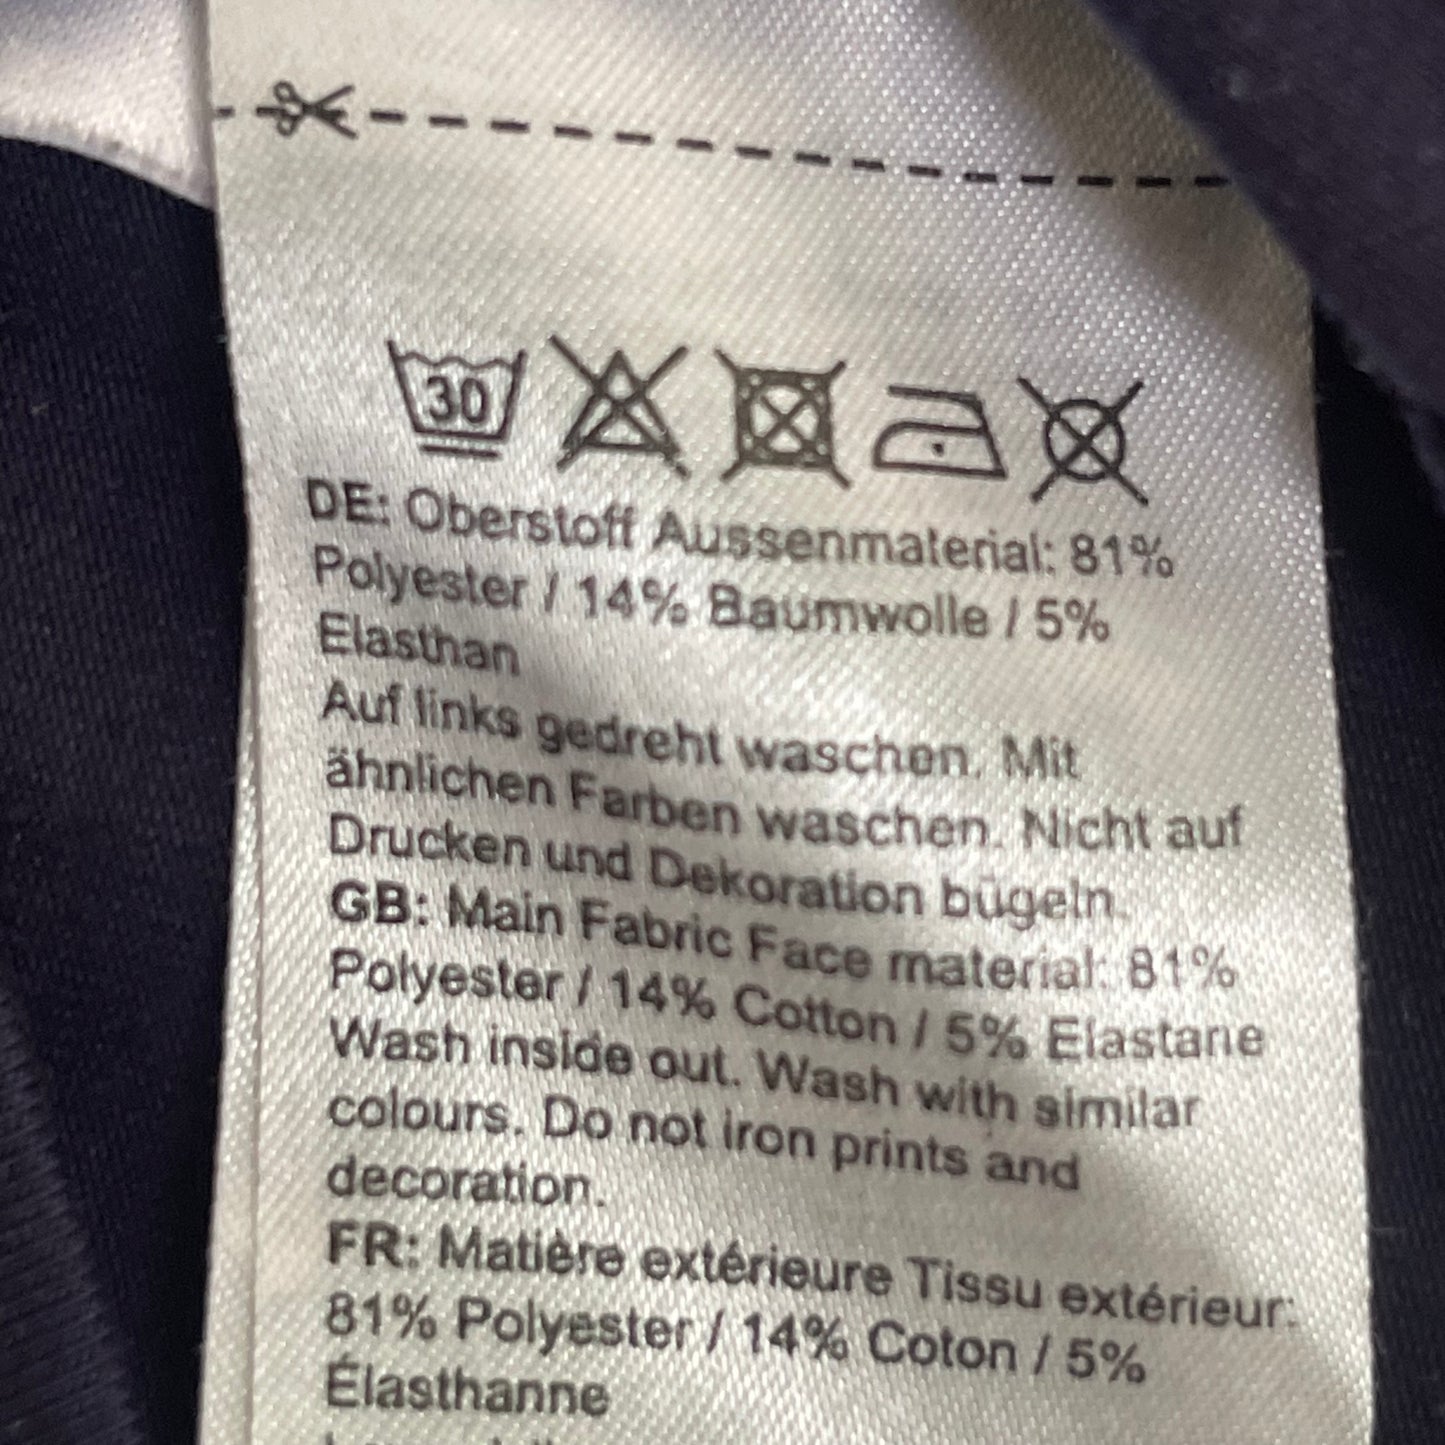 30
DE: Oberstoff Aussenmaterial: 81%
Polyester / 14% Baumwolle / 5%
Elasthan
Auf links gedreht waschen. Mit
ähnlichen Farben waschen. Nicht auf
Drucken und Dekoration bügeln.
GB: Main Fabric Face material: 81%
Polyester / 14% Cotton / 5% Elastane
Wash inside out. Wash with similar
colours. Do not iron prints and
decoration.
FR: Matière extérieure Tissu extérieur:
81% Polyester / 14% Coton / 5%
Élasthanne